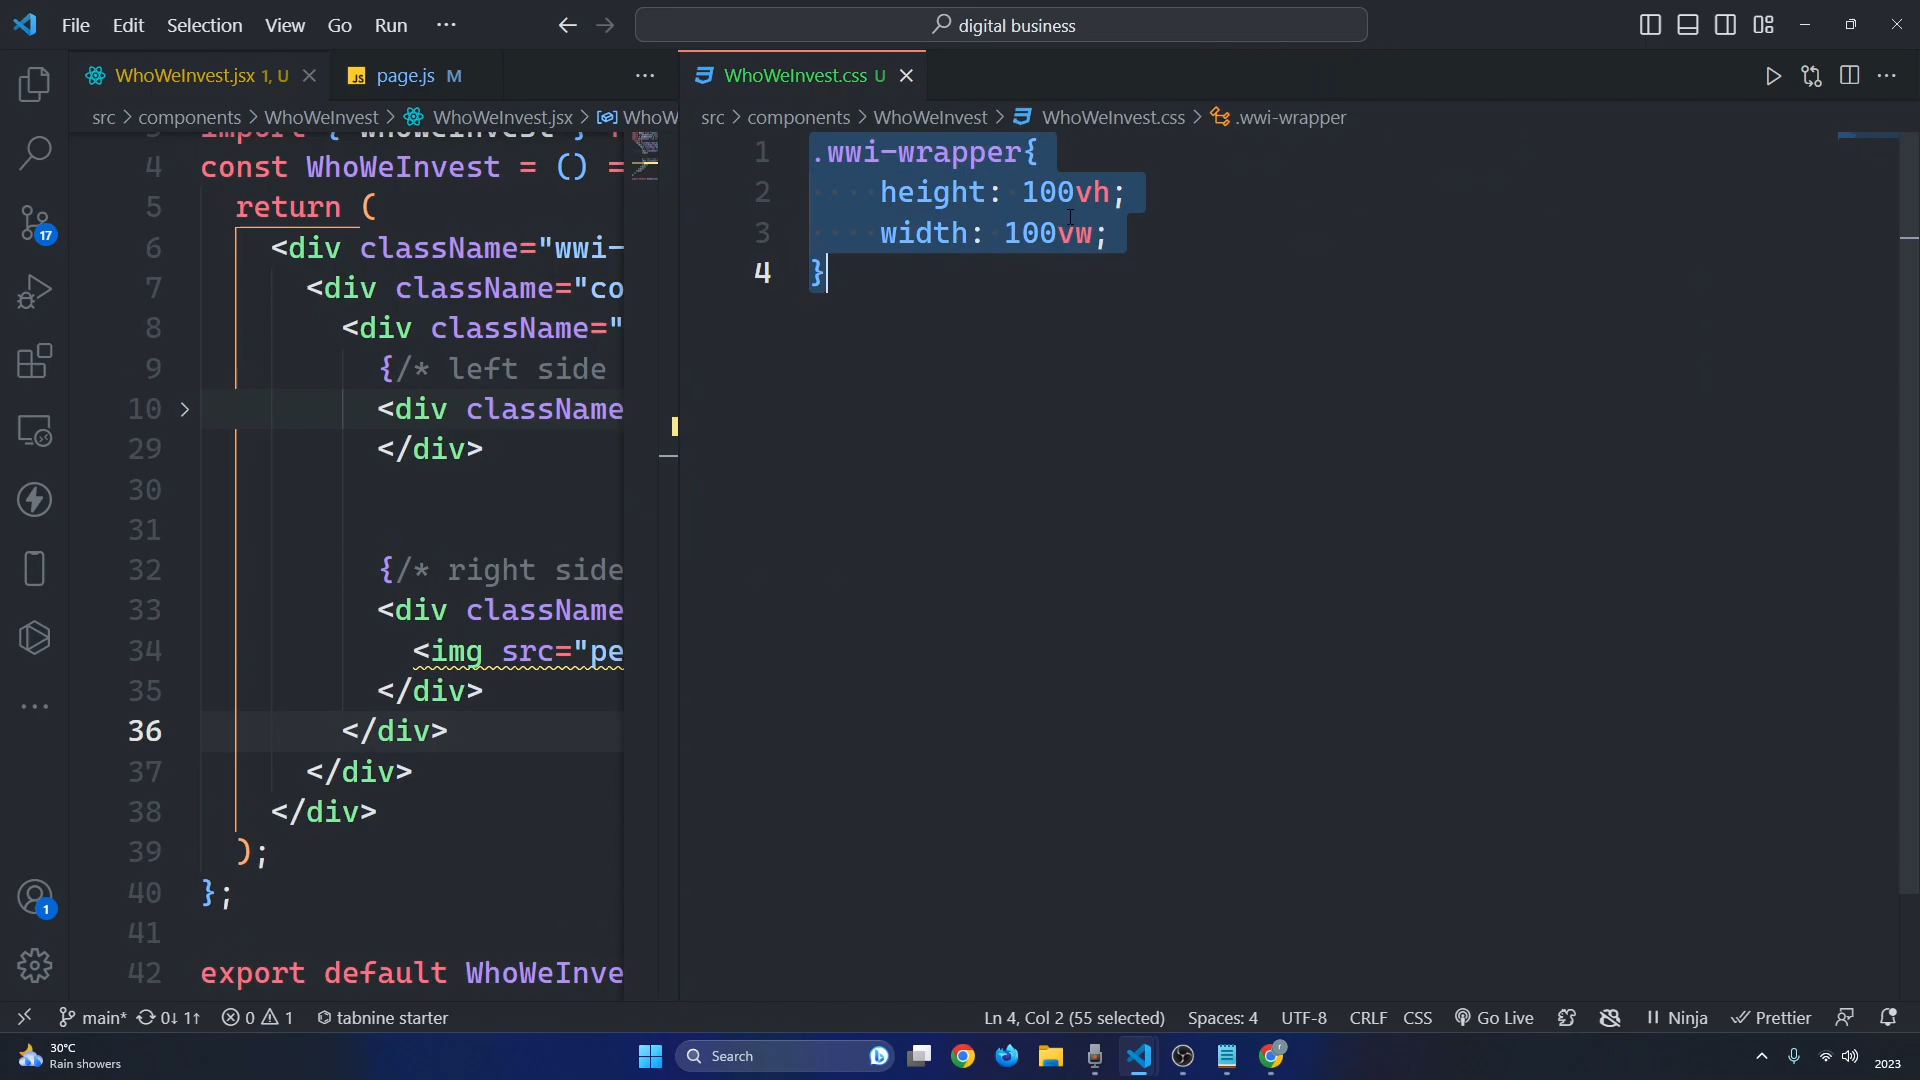 File Edit Selection View Go Run ··· digital business
WhoWeInvest.jsx 1, U
page.js M
WhoWeInvest.css U
src > components > WhoWeInvest > WhoWeInvest.jsx > WhoW
src > components > WhoWeInvest > WhoWeInvest.css > .wwi-wrapper
4 const WhoWeInvest = () =
5 return (
6 <div className="wwi-
7 <div className="co
8 <div className="
9 {/* left side
10 <div className
29 </div>
30
31
32 {/* right side
33 <div className
34 <img src="pe
35 </div>
36 </div>
37 </div>
38 </div>
39 );
40 };
41
42 export default WhoWeInve
1 .wwi-wrapper{
2 height: 100vh;
3 width: 100vw;
4 }
17
1
main* 0↓ 1↑ 0 1 tabnine starter
Ln 4, Col 2 (55 selected) Spaces: 4 UTF-8 CRLF CSS Go Live Ninja Prettier
30°C
Rain showers
Search
2023